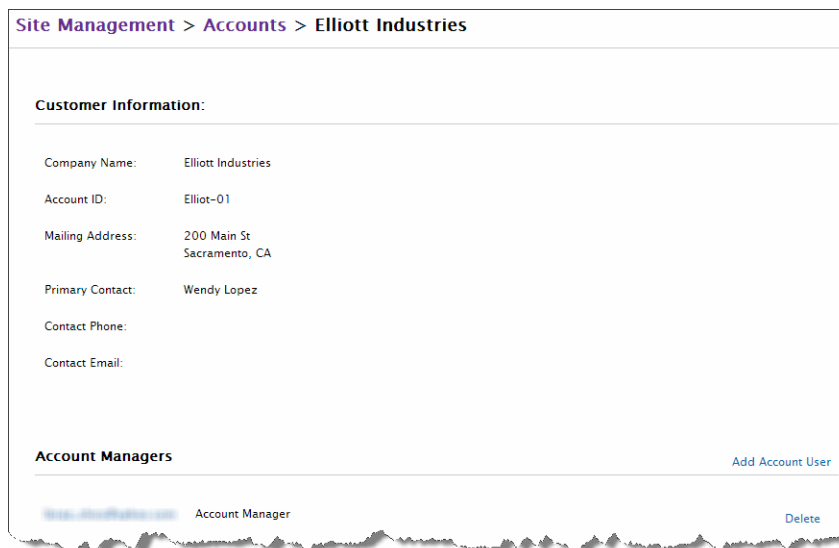 Site Management > Accounts > Elliott Industries
Customer Information:
Company Name: Elliott Industries
Account ID: Elliot-01
Mailing Address: 200 Main St
Sacramento, CA
Primary Contact: Wendy Lopez
Contact Phone:
Contact Email:
Account Managers
Add Account User
Account Manager
Delete